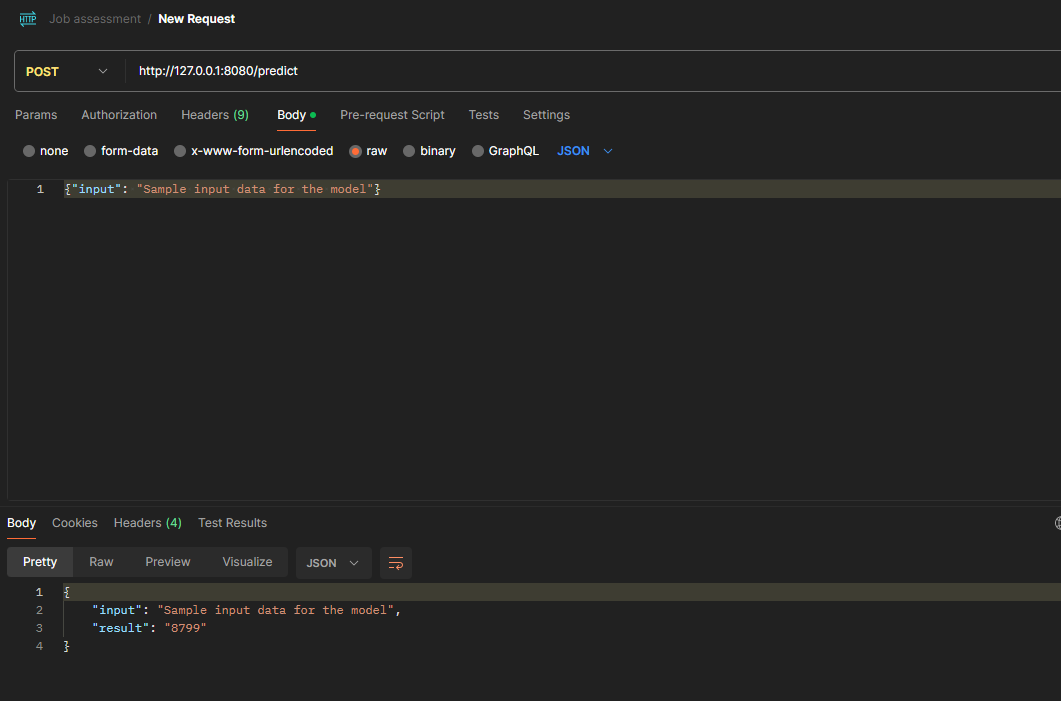 HTTP Job assessment / New Request
POST http://127.0.0.1:8080/predict
Params Authorization Headers (9) Body Pre-request Script Tests Settings
none form-data x-www-form-urlencoded raw binary GraphQL JSON
1 {"input": "Sample input data for the model"}
Body Cookies Headers (4) Test Results
Pretty Raw Preview Visualize JSON
1 {
2 "input": "Sample input data for the model",
3 "result": "8799"
4 }